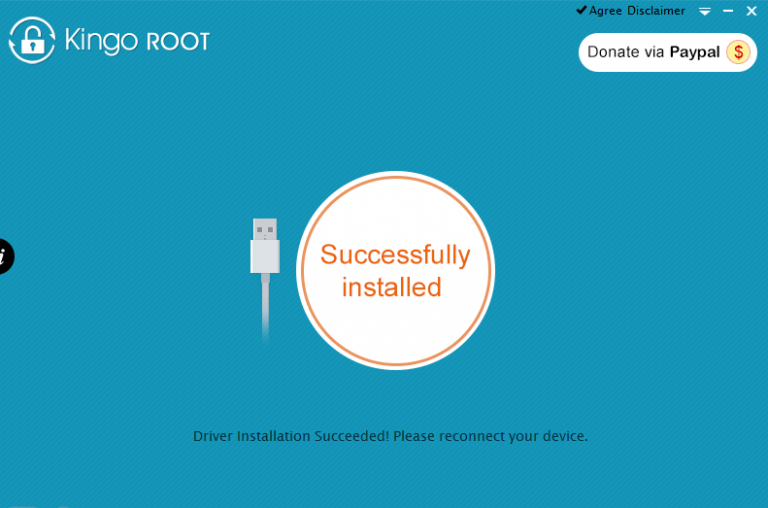 Agree Disclaimer
Kingo ROOT
Donate via Paypal $
i
Successfully
installed
Driver Installation Succeeded! Please reconnect your device.